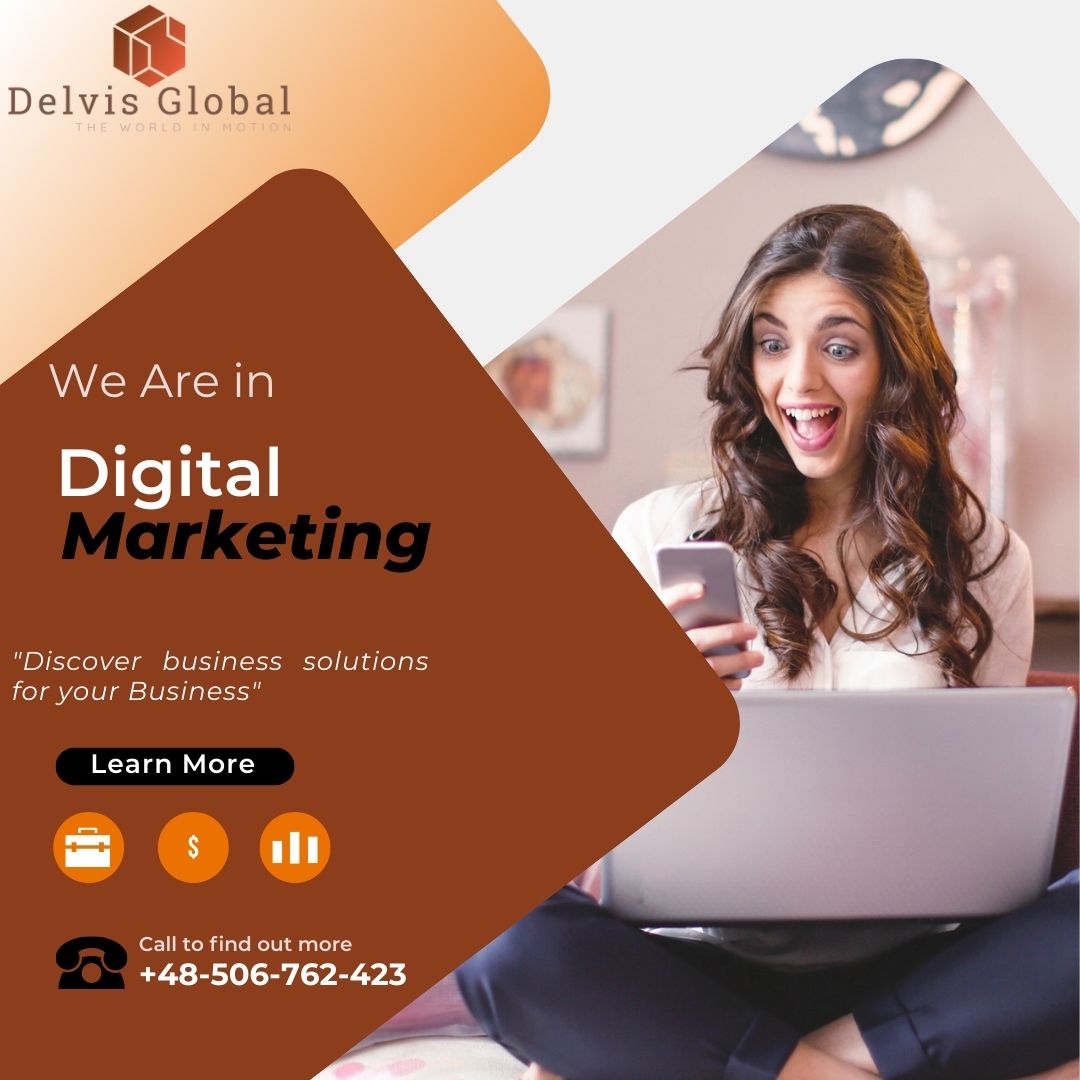 Delvis Global
THE WORLD IN MOTION
We Are in
Digital
Marketing
"Discover business solutions
for your Business"
Learn More
$
Call to find out more
+48-506-762-423